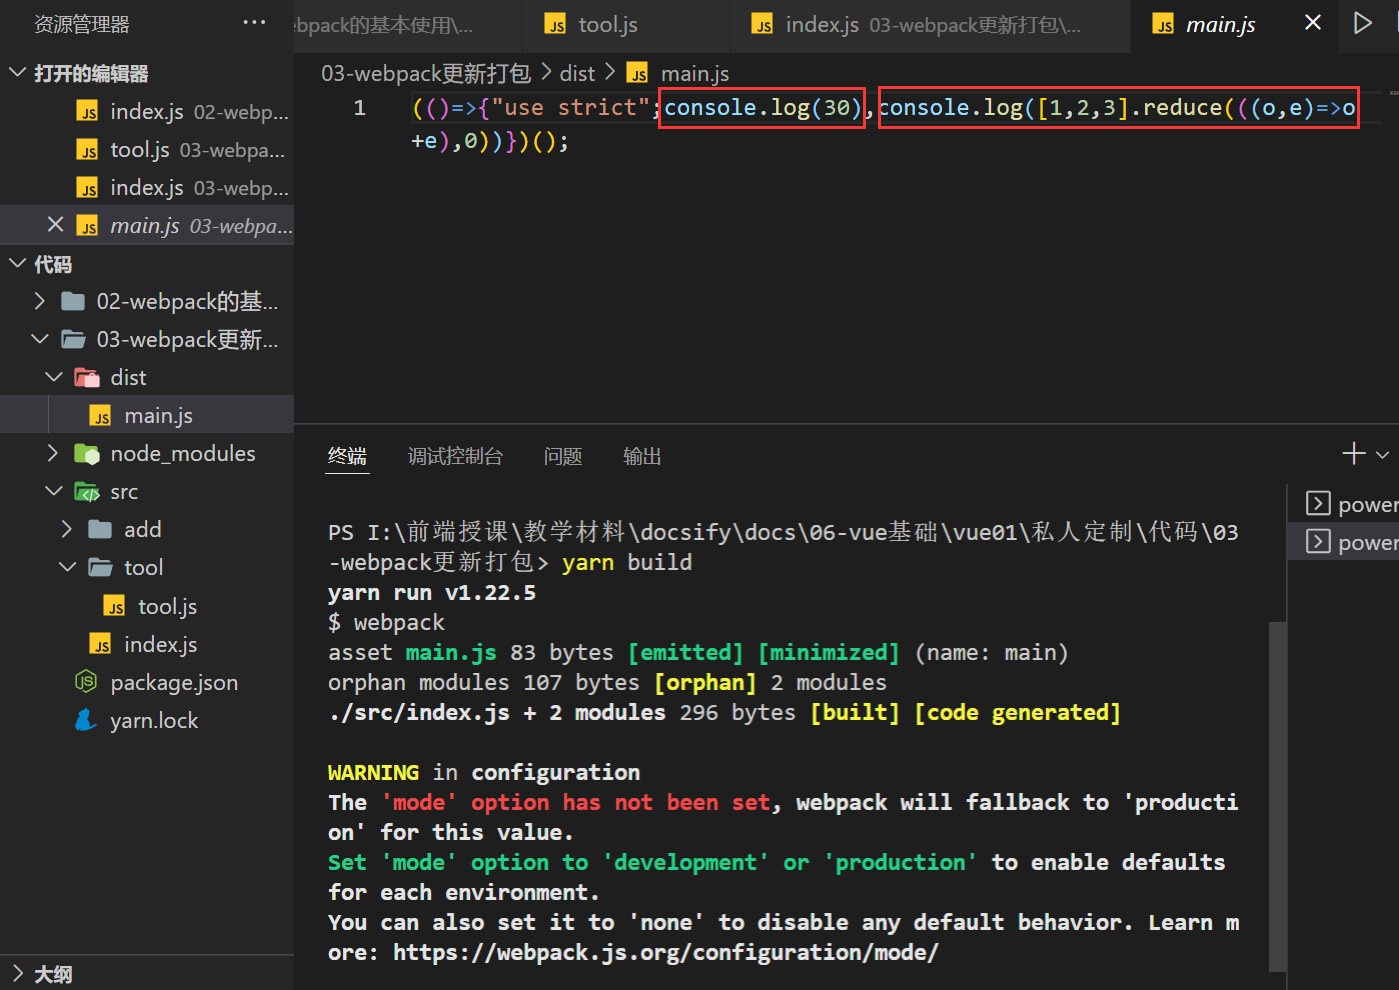 资源管理器 ···
打开的编辑器
index.js 02-webp...
tool.js 03-webpa...
index.js 03-webp...
main.js 03-webpa...
代码
02-webpack的基...
03-webpack更新...
dist
main.js
node_modules
src
add
tool
tool.js
index.js
package.json
yarn.lock
大纲
ebpack的基本使用\... tool.js index.js 03-webpack更新打包\... main.js
03-webpack更新打包 > dist > main.js
1 (()=>{"use strict";console.log(30),console.log([1,2,3].reduce(((o,e)=>o
+e),0))})();
终端 调试控制台 问题 输出
PS I:\前端授课\教学材料\docsify\docs\06-vue基础\vue01\私人定制\代码\03
-webpack更新打包> yarn build
yarn run v1.22.5
$ webpack
asset main.js 83 bytes [emitted] [minimized] (name: main)
orphan modules 107 bytes [orphan] 2 modules
./src/index.js + 2 modules 296 bytes [built] [code generated]
WARNING in configuration
The 'mode' option has not been set, webpack will fallback to 'producti
on' for this value.
Set 'mode' option to 'development' or 'production' to enable defaults
for each environment.
You can also set it to 'none' to disable any default behavior. Learn m
ore: https://webpack.js.org/configuration/mode/
power
power